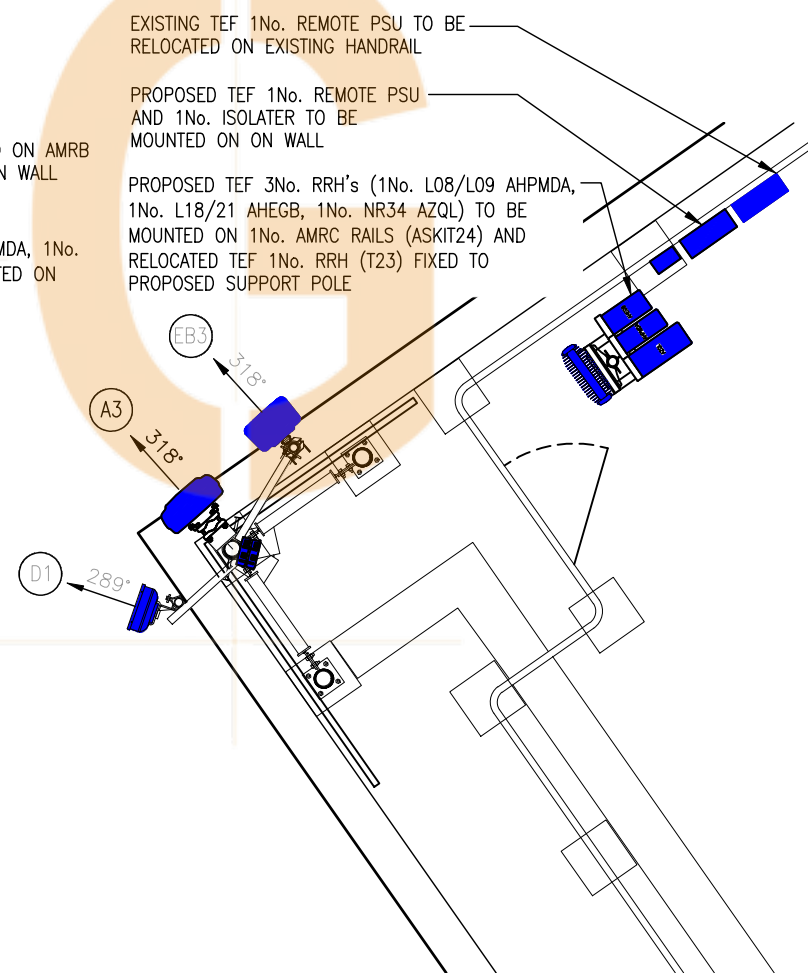 EXISTING TEF 1No. REMOTE PSU TO BE
RELOCATED ON EXISTING HANDRAIL
PROPOSED TEF 1No. REMOTE PSU
AND 1No. ISOLATER TO BE
MOUNTED ON ON WALL
ON AMRB
WALL
PROPOSED TEF 3No. RRH's (1No. L08/L09 AHPMDA,
1No. L18/21 AHEGB, 1No. NR34 AZQL) TO BE
MOUNTED ON 1No. AMRC RAILS (ASKIT24) AND
RELOCATED TEF 1No. RRH (T23) FIXED TO
PROPOSED SUPPORT POLE
MDA, 1No.
TED ON
EB3
318°
A3
318°
D1
289°
G